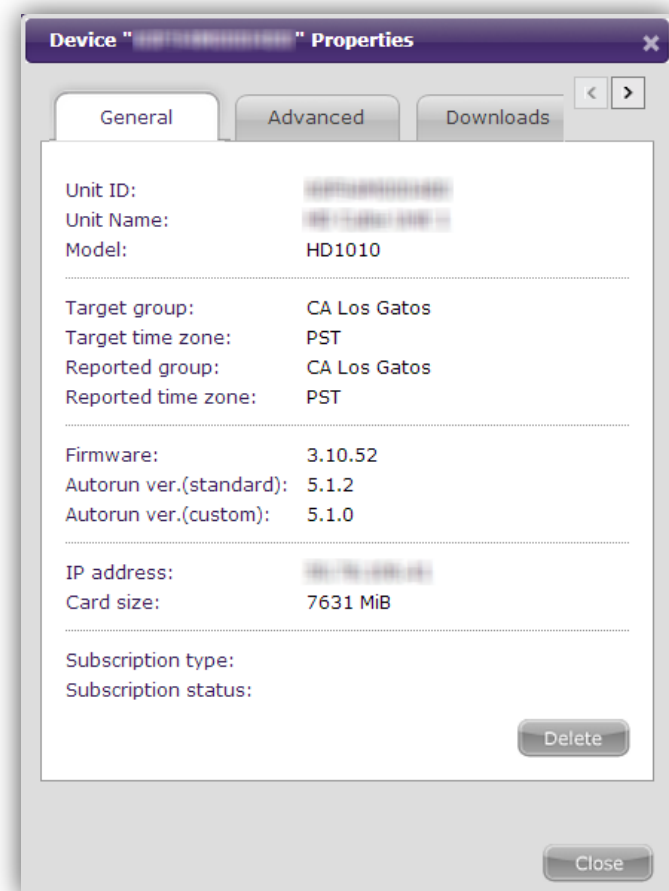 Device " " Properties
General Advanced Downloads
Unit ID:
Unit Name:
Model: HD1010
Target group: CA Los Gatos
Target time zone: PST
Reported group: CA Los Gatos
Reported time zone: PST
Firmware: 3.10.52
Autorun ver.(standard): 5.1.2
Autorun ver.(custom): 5.1.0
IP address:
Card size: 7631 MiB
Subscription type:
Subscription status:
Delete
Close